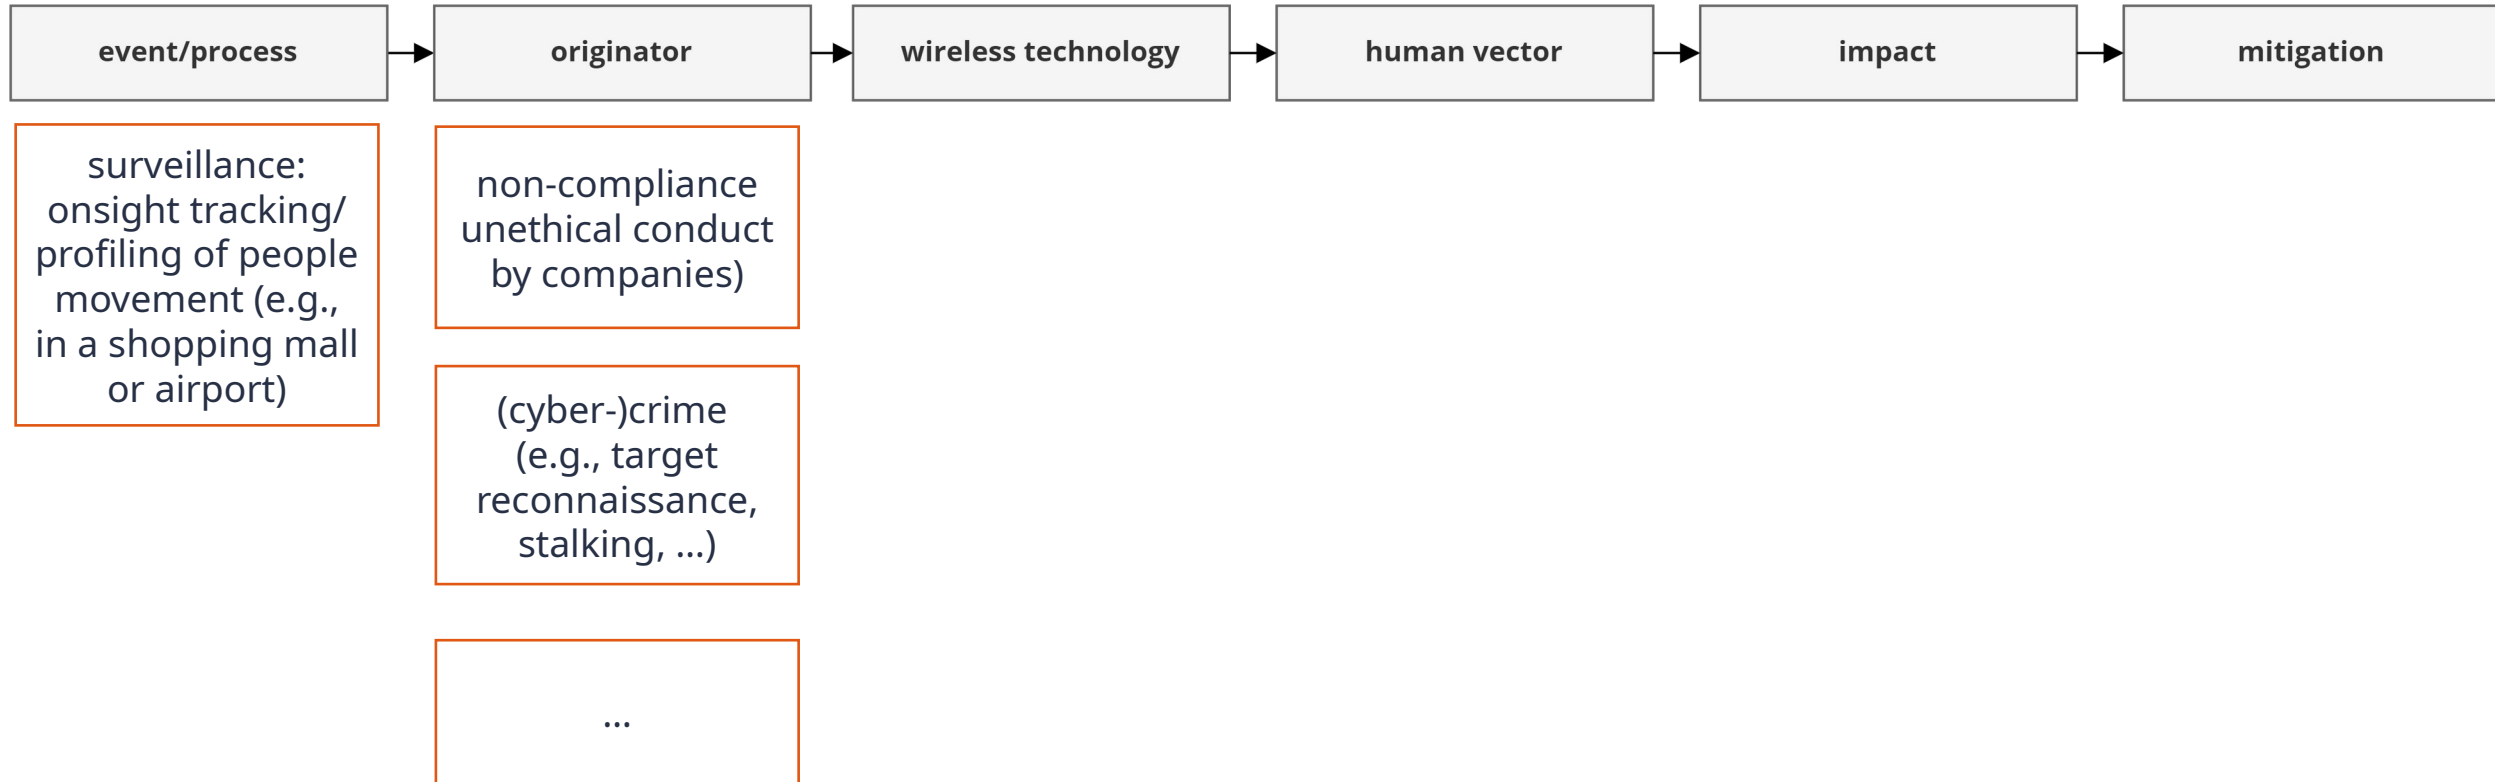 event/process
originator
wireless technology
human vector
impact
mitigation
surveillance:
onsight tracking/
profiling of people
movement (e.g.,
in a shopping mall
or airport)
non-compliance
unethical conduct
by companies)
(cyber-)crime
(e.g., target
reconnaissance,
stalking, ...)
...